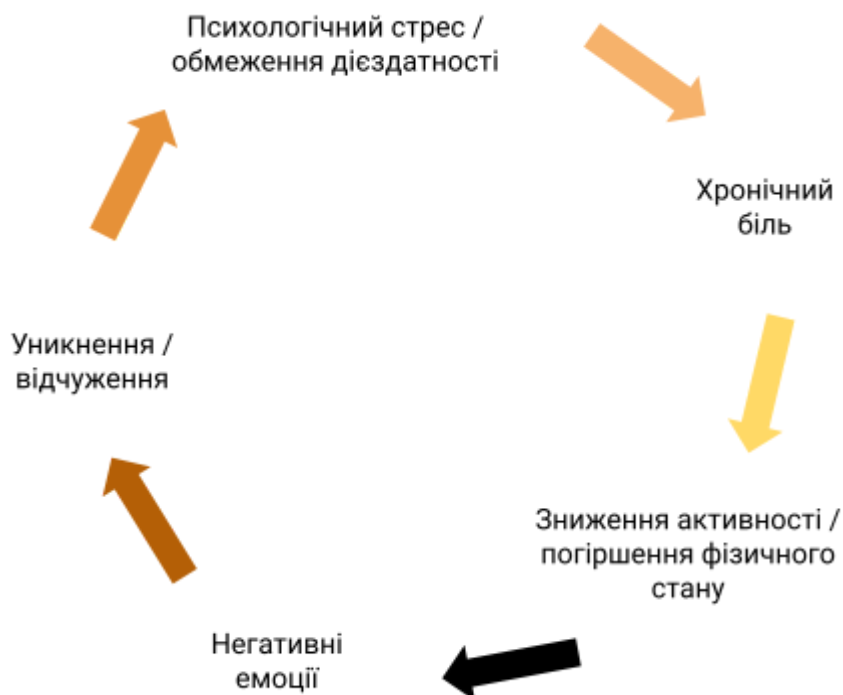 Психологічний стрес /
обмеження дієздатності
Хронічний
біль
Зниження активності /
погіршення фізичного
стану
Негативні
емоції
Уникнення /
відчуження